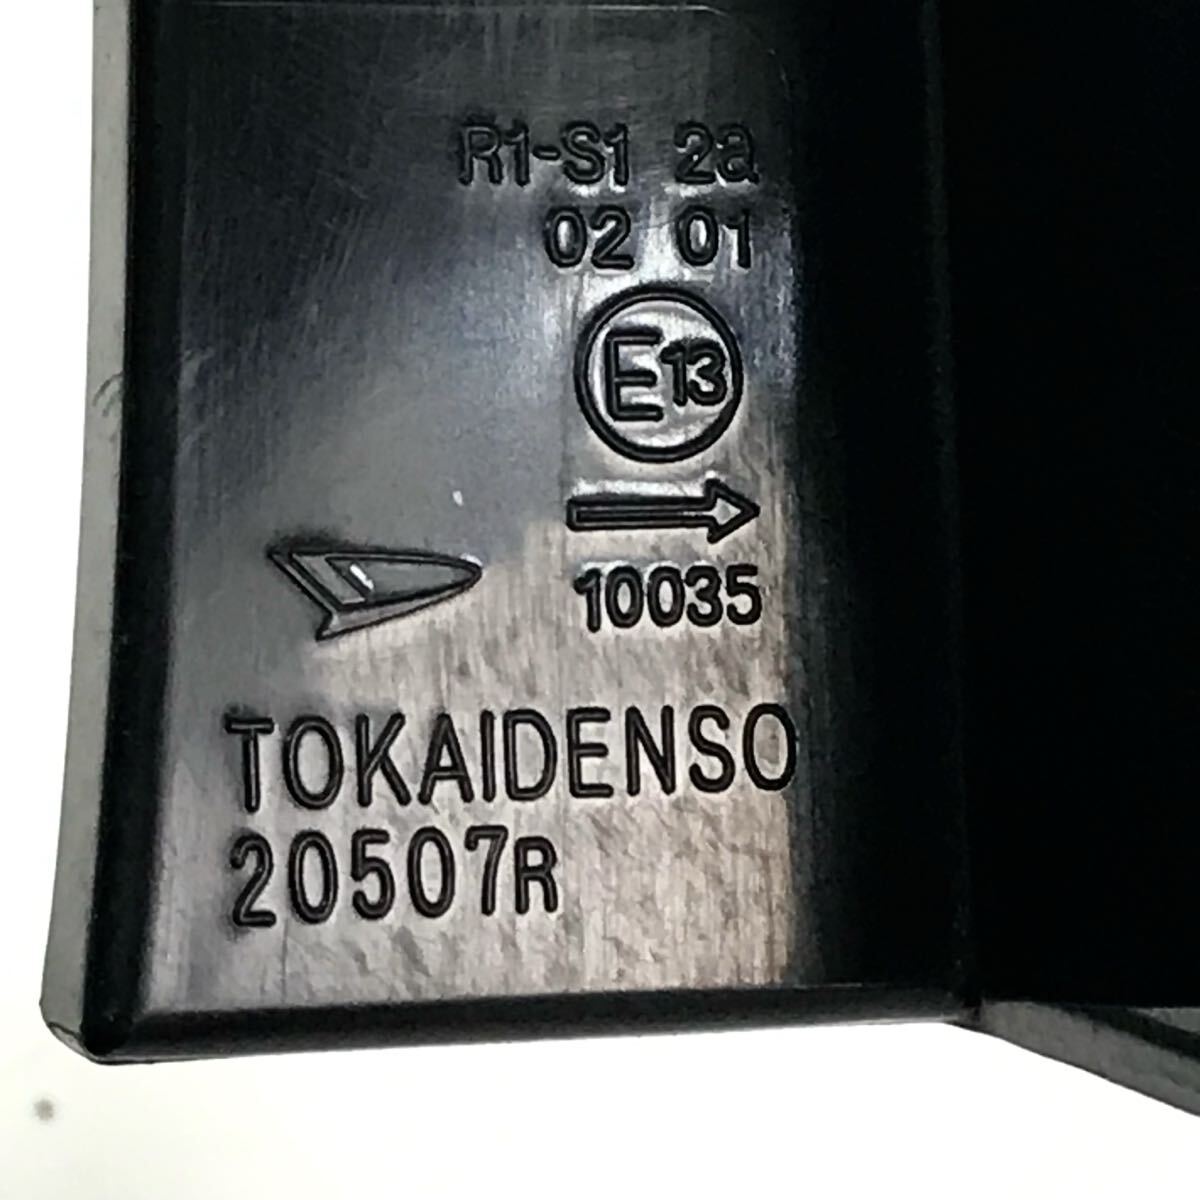 R1-S1 2a
02 01
E13
10035
TOKAIDENSO
20507R